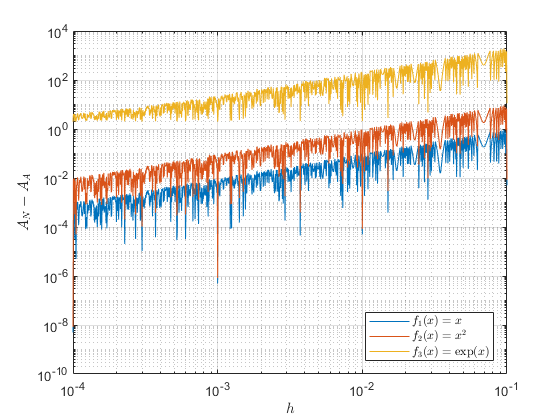 10^4
10^2
10^0
10^-2
10^-4
10^-6
10^-8
10^-10
A_N − A_A
10^-4
10^-3
10^-2
10^-1
h
f_1(x) = x
f_2(x) = x^2
f_3(x) = exp(x)